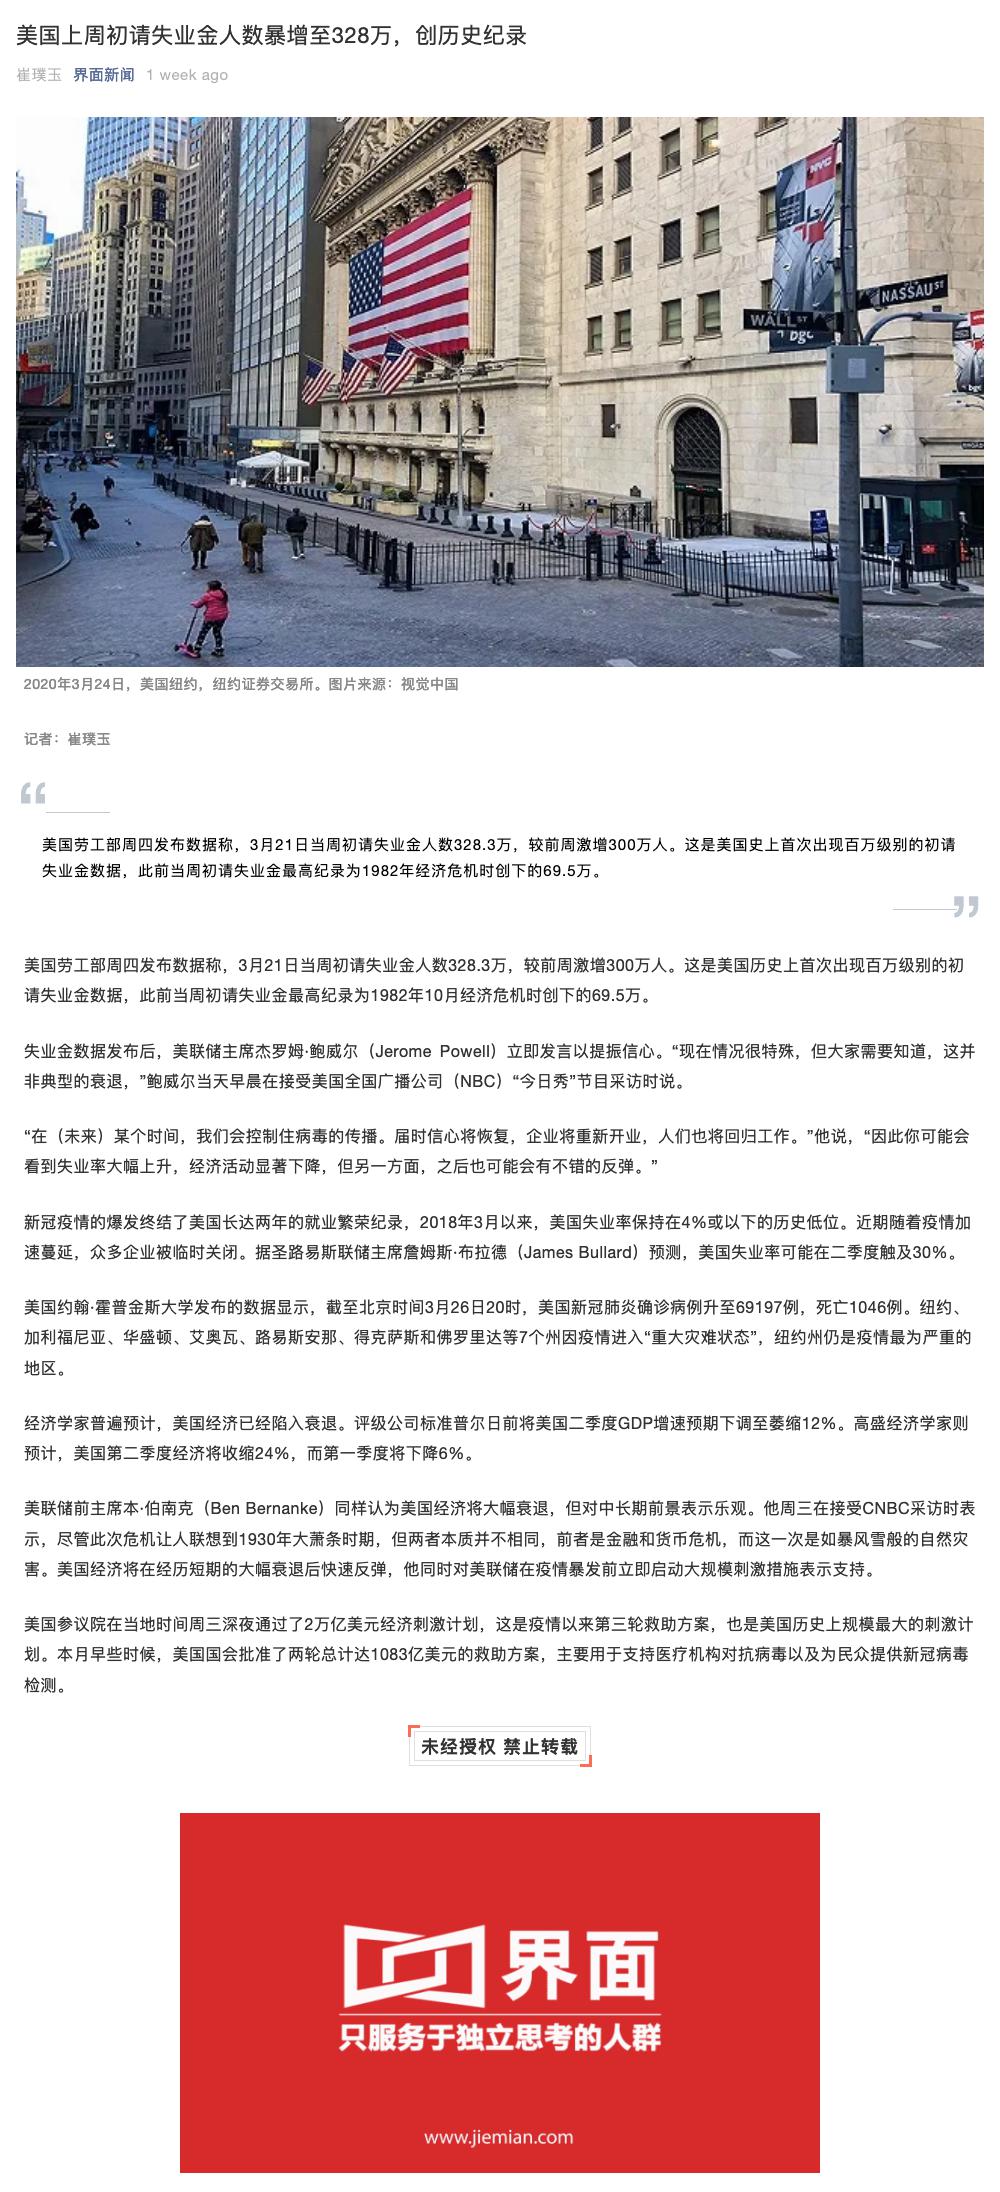 美国上周初请失业金人数暴增至328万，创历史纪录
崔璞玉 界面新闻 1 week ago
NYC
NASSAU ST
WALL ST
bgc
bgc
2020年3月24日，美国纽约，纽约证券交易所。图片来源：视觉中国
记者：崔璞玉
美国劳工部周四发布数据称，3月21日当周初请失业金人数328.3万，较前周激增300万人。这是美国史上首次出现百万级别的初请
失业金数据，此前当周初请失业金最高纪录为1982年经济危机时创下的69.5万。
美国劳工部周四发布数据称，3月21日当周初请失业金人数328.3万，较前周激增300万人。这是美国历史上首次出现百万级别的初
请失业金数据，此前当周初请失业金最高纪录为1982年10月经济危机时创下的69.5万。
失业金数据发布后，美联储主席杰罗姆·鲍威尔（Jerome Powell）立即发言以提振信心。“现在情况很特殊，但大家需要知道，这并
非典型的衰退，”鲍威尔当天早晨在接受美国全国广播公司（NBC）“今日秀”节目采访时说。
“在（未来）某个时间，我们会控制住病毒的传播。届时信心将恢复，企业将重新开业，人们也将回归工作。”他说，“因此你可能会
看到失业率大幅上升，经济活动显著下降，但另一方面，之后也可能会有不错的反弹。”
新冠疫情的爆发终结了美国长达两年的就业繁荣纪录，2018年3月以来，美国失业率保持在4%或以下的历史低位。近期随着疫情加
速蔓延，众多企业被临时关闭。据圣路易斯联储主席詹姆斯·布拉德（James Bullard）预测，美国失业率可能在二季度触及30%。
美国约翰·霍普金斯大学发布的数据显示，截至北京时间3月26日20时，美国新冠肺炎确诊病例升至69197例，死亡1046例。纽约、
加利福尼亚、华盛顿、艾奥瓦、路易斯安那、得克萨斯和佛罗里达等7个州因疫情进入“重大灾难状态”，纽约州仍是疫情最为严重的
地区。
经济学家普遍预计，美国经济已经陷入衰退。评级公司标准普尔日前将美国二季度GDP增速预期下调至萎缩12%。高盛经济学家则
预计，美国第二季度经济将收缩24%，而第一季度将下降6%。
美联储前主席本·伯南克（Ben Bernanke）同样认为美国经济将大幅衰退，但对中长期前景表示乐观。他周三在接受CNBC采访时表
示，尽管此次危机让人联想到1930年大萧条时期，但两者本质并不相同，前者是金融和货币危机，而这一次是如暴风雪般的自然灾
害。美国经济将在经历短期的大幅衰退后快速反弹，他同时对美联储在疫情暴发前立即启动大规模刺激措施表示支持。
美国参议院在当地时间周三深夜通过了2万亿美元经济刺激计划，这是疫情以来第三轮救助方案，也是美国历史上规模最大的刺激计
划。本月早些时候，美国国会批准了两轮总计达1083亿美元的救助方案，主要用于支持医疗机构对抗病毒以及为民众提供新冠病毒
检测。
未经授权 禁止转载
界面
只服务于独立思考的人群
www.jiemian.com